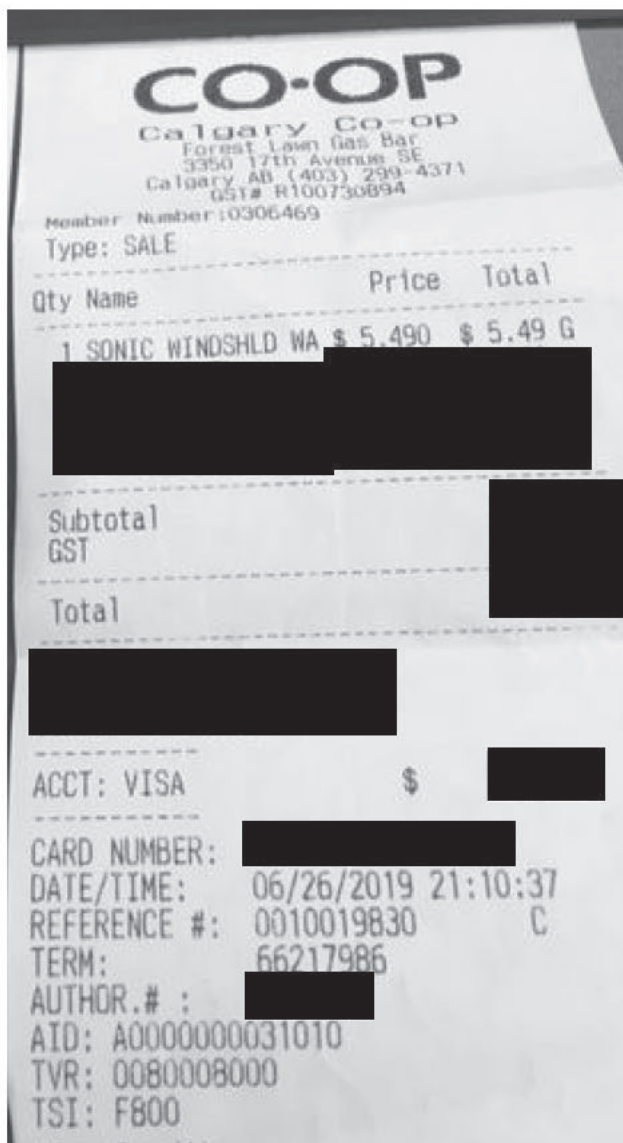 CO-OP
Calgary Co-op
Forest Lawn Gas Bar
3350 17th Avenue SE
Calgary AB (403) 299-4371
GST# R100730894
Member Number:0306469
Type: SALE
Qty Name Price Total
1 SONIC WINDSHLD WA $ 5.490 $ 5.49 G
Subtotal
GST
Total
ACCT: VISA $
CARD NUMBER:
DATE/TIME: 06/26/2019 21:10:37
REFERENCE #: 0010019830 C
TERM: 66217986
AUTHOR.# :
AID: A0000000031010
TVR: 0080008000
TSI: F800